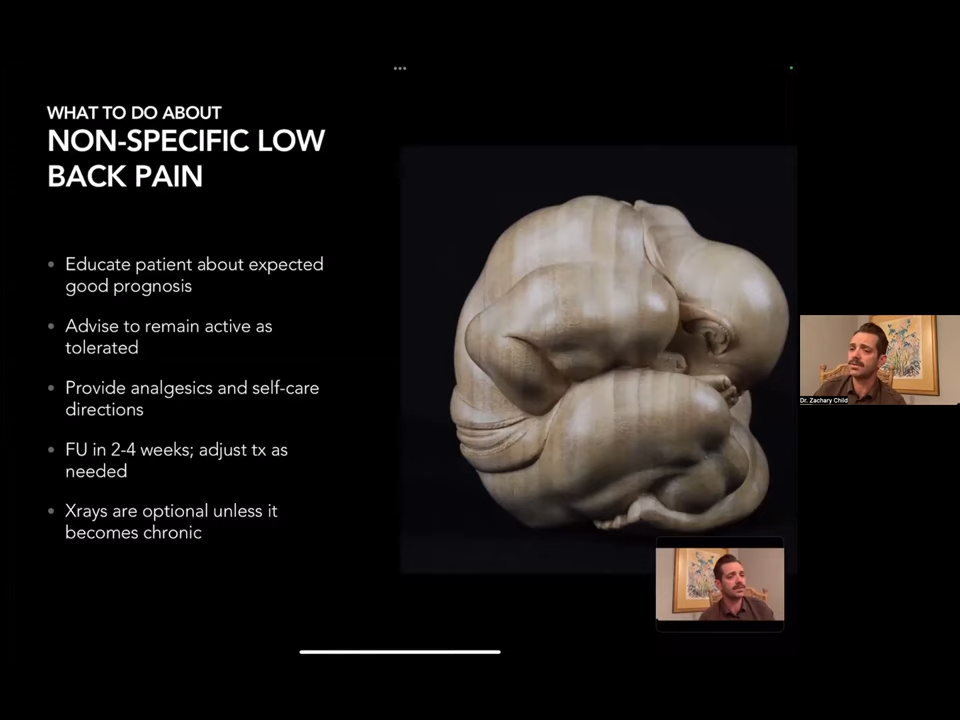 WHAT TO DO ABOUT
NON-SPECIFIC LOW
BACK PAIN
• Educate patient about expected
good prognosis
• Advise to remain active as
tolerated
• Provide analgesics and self-care
directions
• FU in 2-4 weeks; adjust tx as
needed
• Xrays are optional unless it
becomes chronic
Dr. Zachary Child